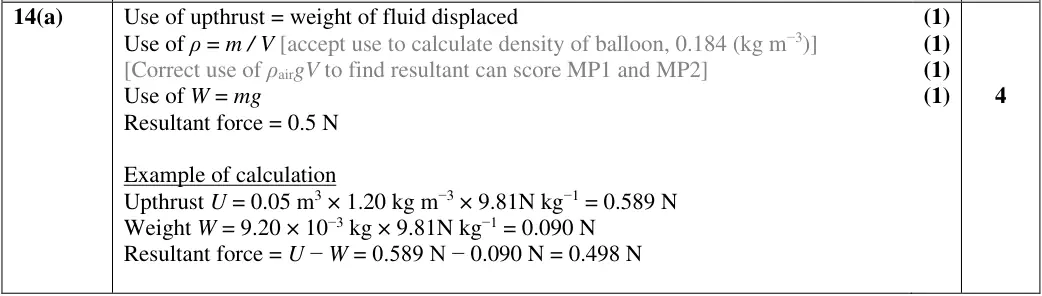 14(a) Use of upthrust = weight of fluid displaced (1)
Use of ρ = m / V [accept use to calculate density of balloon, 0.184 (kg m⁻³)] (1)
[Correct use of ρairgV to find resultant can score MP1 and MP2] (1)
Use of W = mg (1) 4
Resultant force = 0.5 N
Example of calculation
Upthrust U = 0.05 m³ × 1.20 kg m⁻³ × 9.81N kg⁻¹ = 0.589 N
Weight W = 9.20 × 10⁻³ kg × 9.81N kg⁻¹ = 0.090 N
Resultant force = U − W = 0.589 N − 0.090 N = 0.498 N